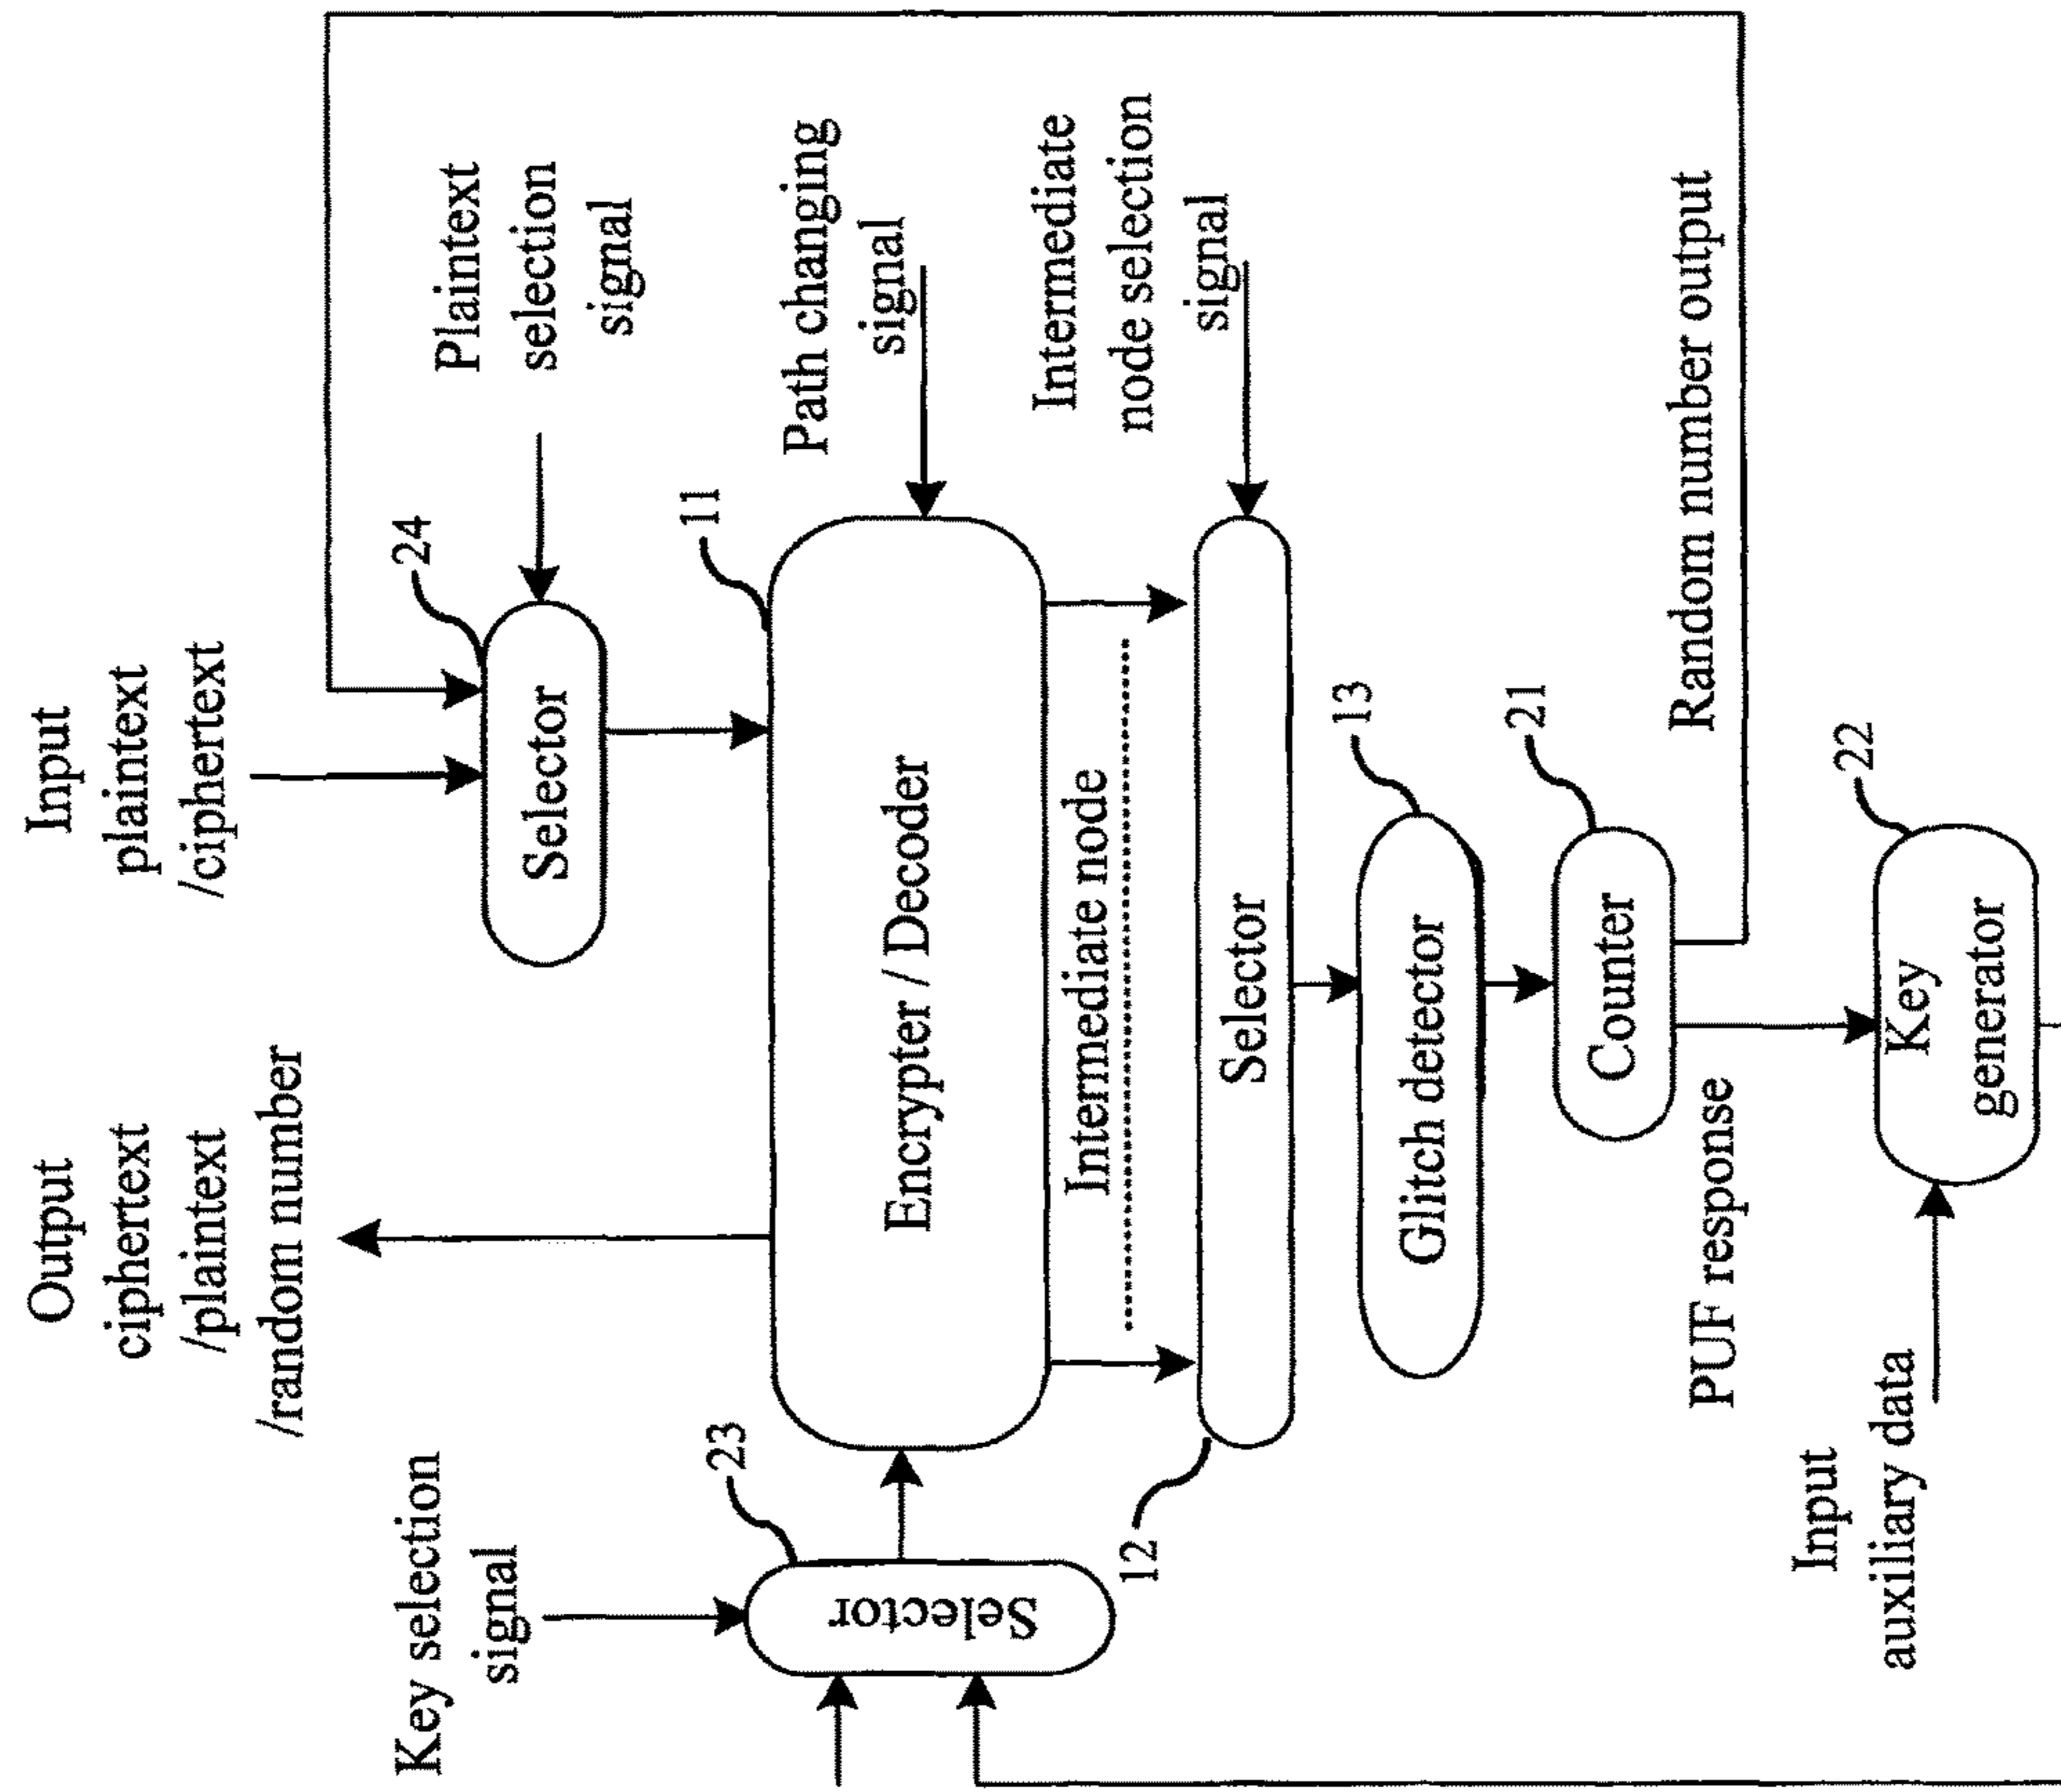 Input
plaintext
/ciphertext
Output
ciphertext
/plaintext
/random number
Plaintext
selection
signal
24
Selector
Key selection
signal
23
Selector
11
Encrypter / Decoder
Path changing
signal
Intermediate node
Intermediate
node selection
signal
12
Selector
13
Glitch detector
21
Counter
Random number output
PUF response
22
Key
generator
Input
auxiliary data